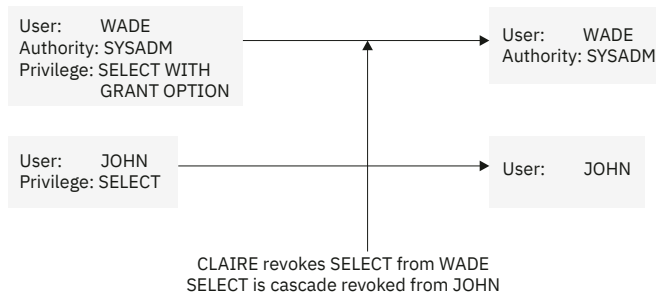 User: WADE
Authority: SYSADM
Privilege: SELECT WITH
GRANT OPTION
User: WADE
Authority: SYSADM
User: JOHN
Privilege: SELECT
User: JOHN
CLAIRE revokes SELECT from WADE
SELECT is cascade revoked from JOHN